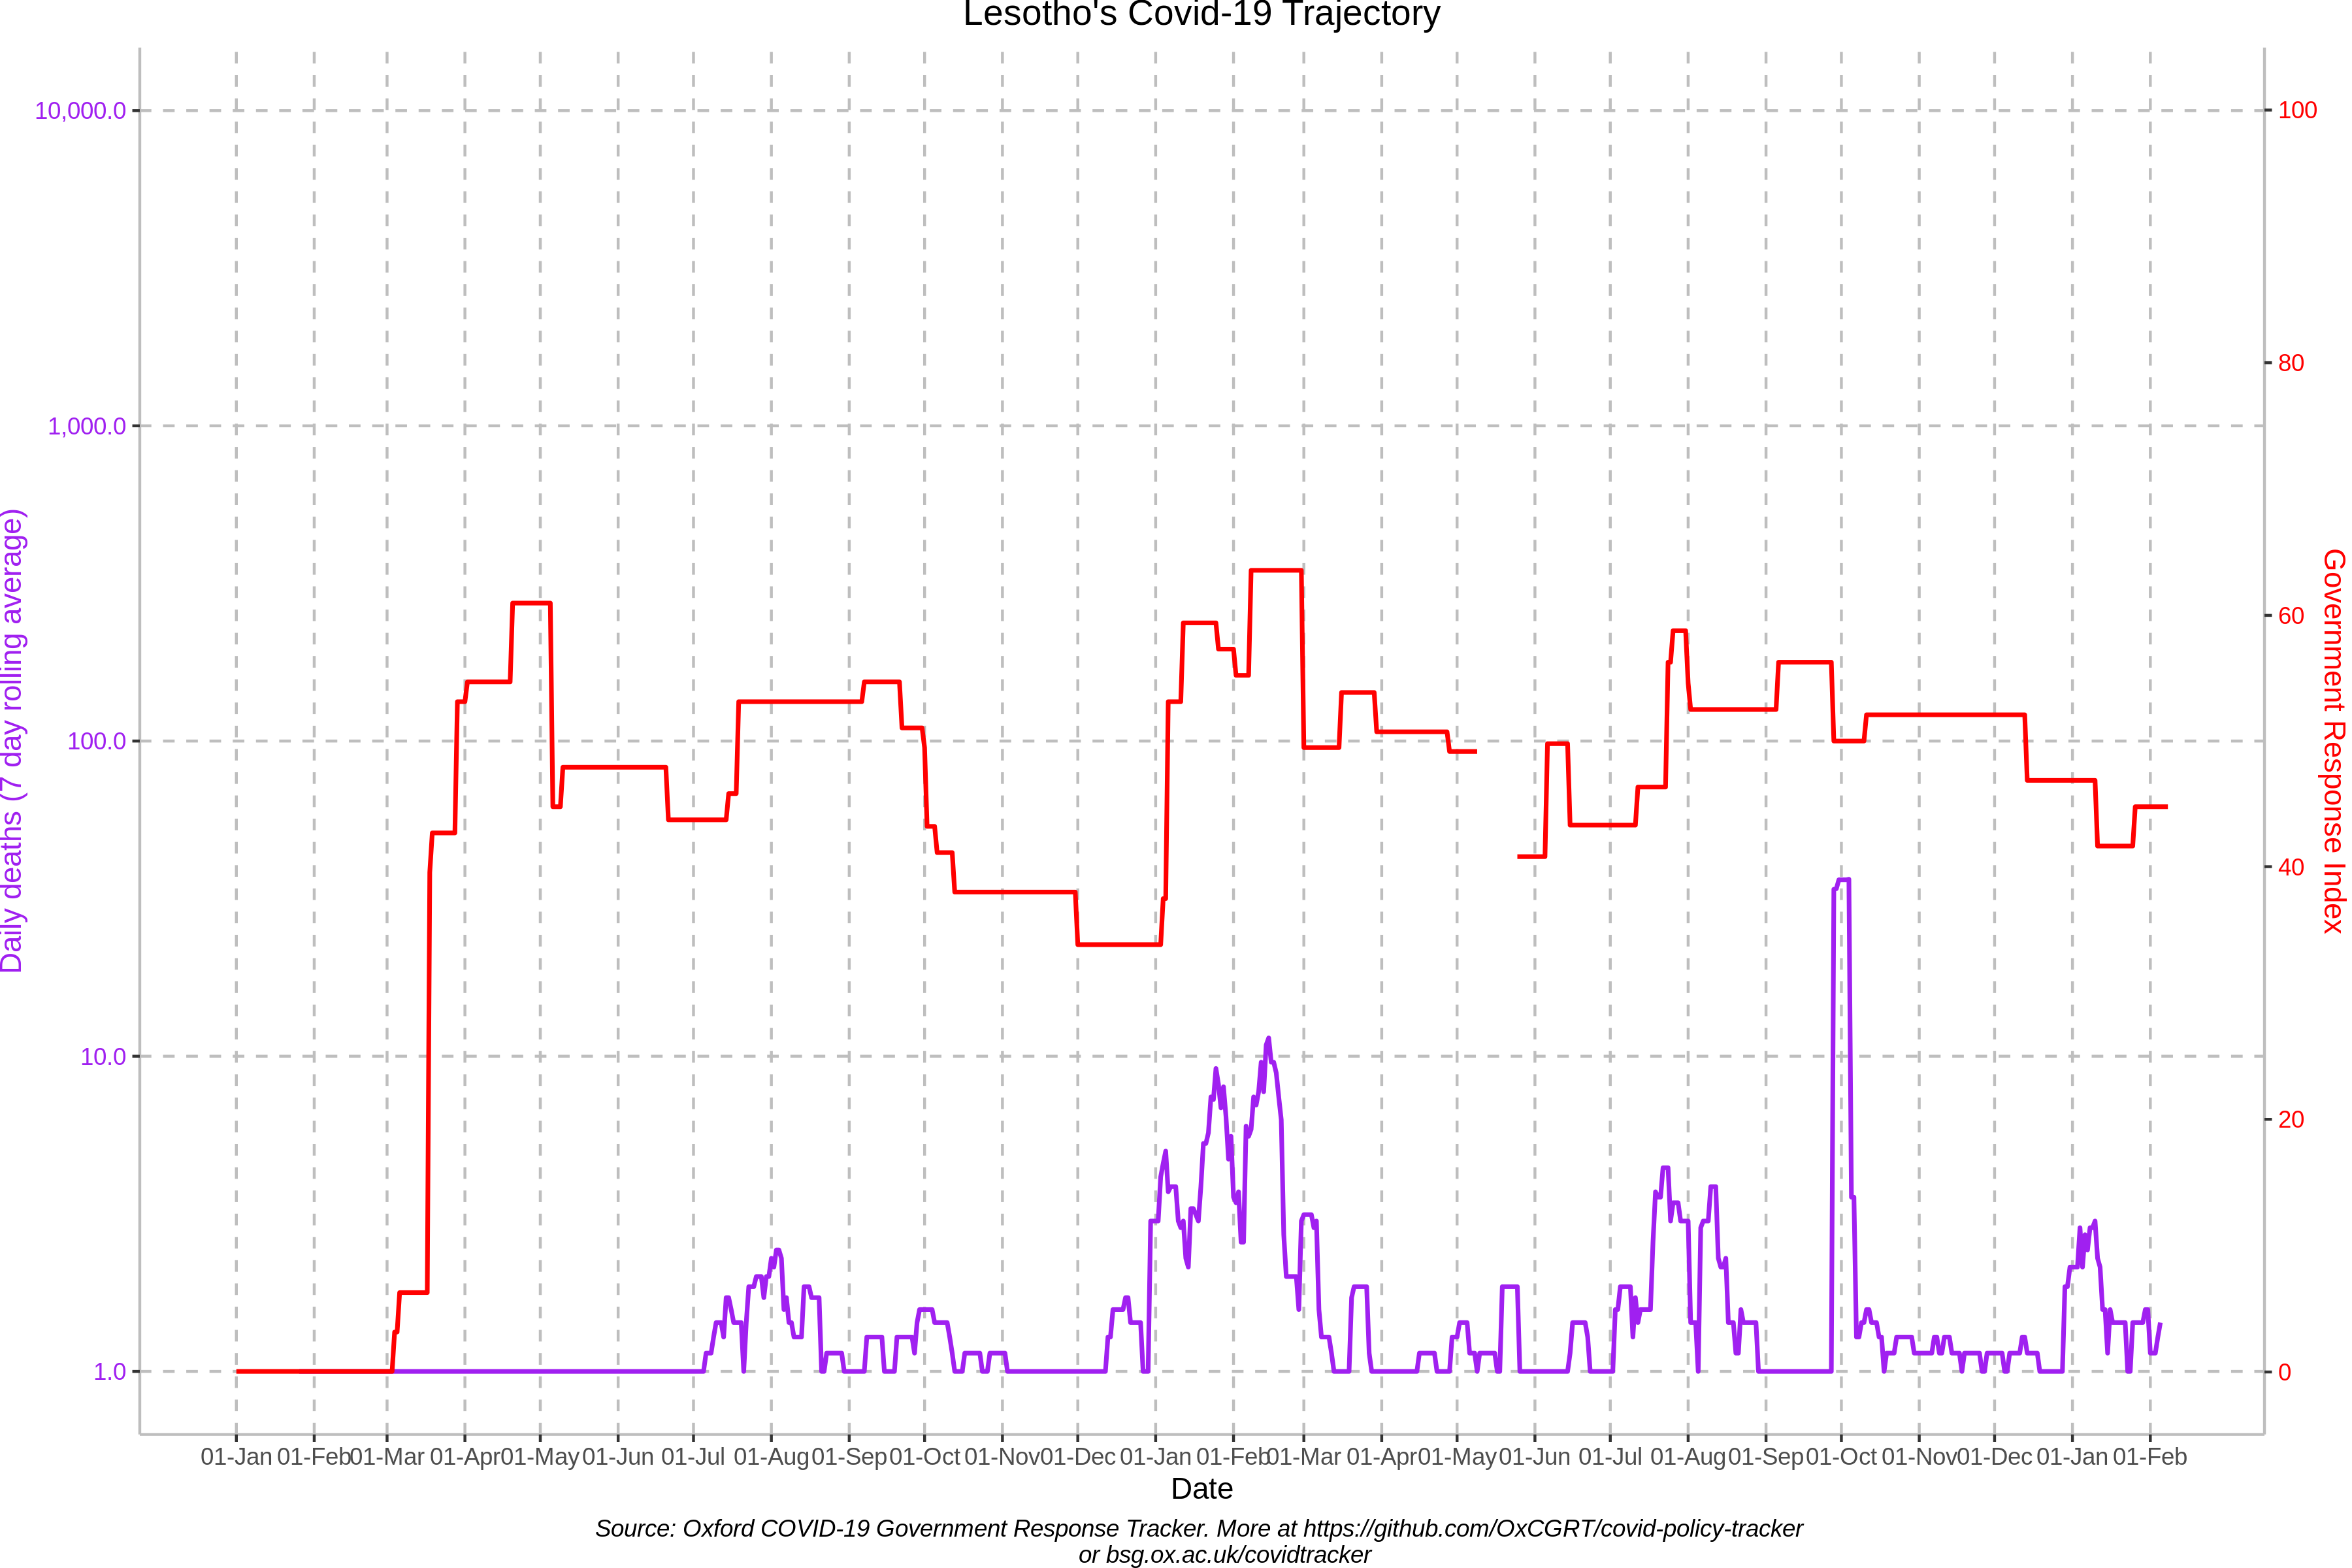 Lesotho's Covid-19 Trajectory
10,000.0
1,000.0
100.0
10.0
1.0
Daily deaths (7 day rolling average)
100
80
60
40
20
0
Government Response Index
01-Jan 01-Feb 01-Mar 01-Apr 01-May 01-Jun 01-Jul 01-Aug 01-Sep 01-Oct 01-Nov 01-Dec 01-Jan 01-Feb 01-Mar 01-Apr 01-May 01-Jun 01-Jul 01-Aug 01-Sep 01-Oct 01-Nov 01-Dec 01-Jan 01-Feb
Date
Source: Oxford COVID-19 Government Response Tracker. More at https://github.com/OxCGRT/covid-policy-tracker
or bsg.ox.ac.uk/covidtracker